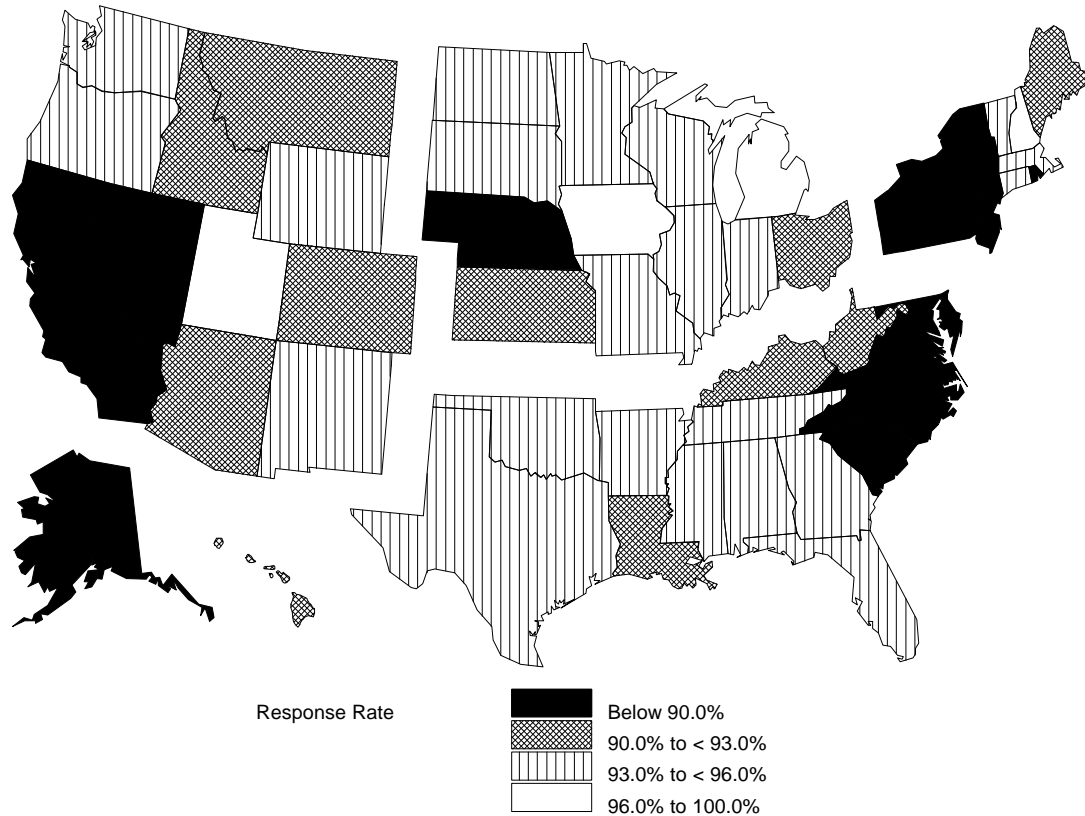 Response Rate
Below 90.0%
90.0% to < 93.0%
93.0% to < 96.0%
96.0% to 100.0%